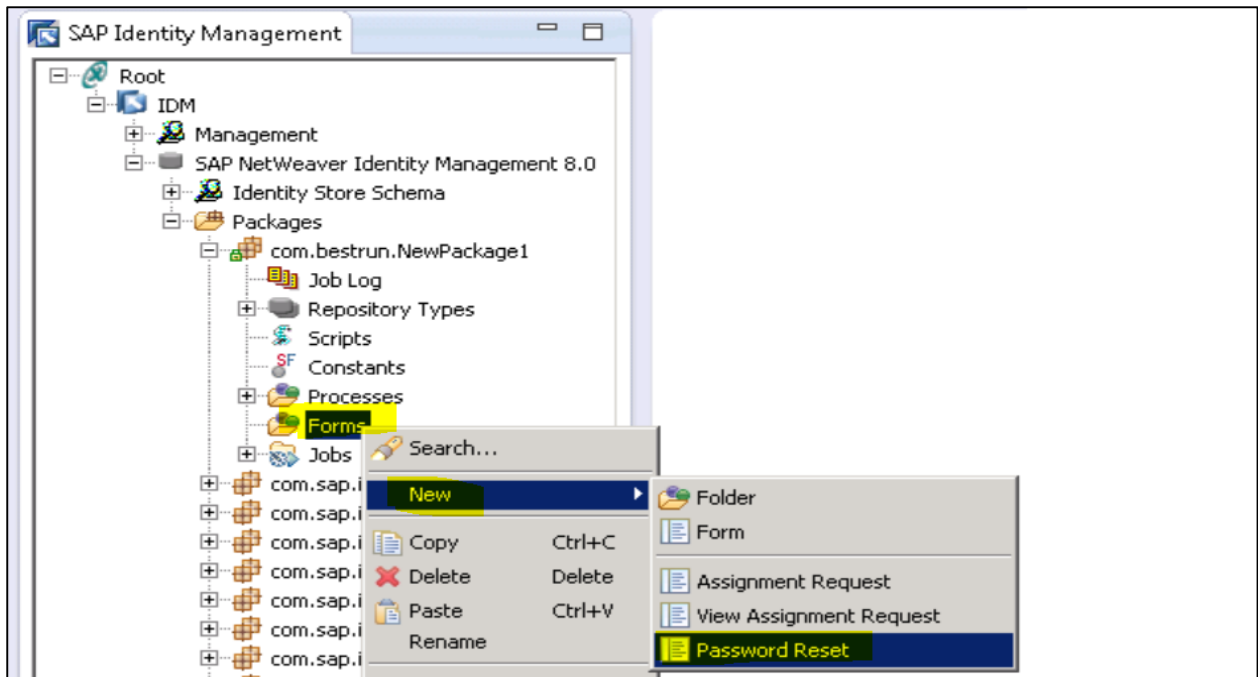 SAP Identity Management
Root
IDM
Management
SAP NetWeaver Identity Management 8.0
Identity Store Schema
Packages
com.bestrun.NewPackage1
Job Log
Repository Types
Scripts
SF Constants
Processes
Forms
Jobs
Search...
com.sap.i
New
Folder
com.sap.i
Form
com.sap.i
Copy Ctrl+C
com.sap.i
Delete Delete
Assignment Request
com.sap.i
Paste Ctrl+V
View Assignment Request
com.sap.i
Rename
Password Reset
com.sap.i